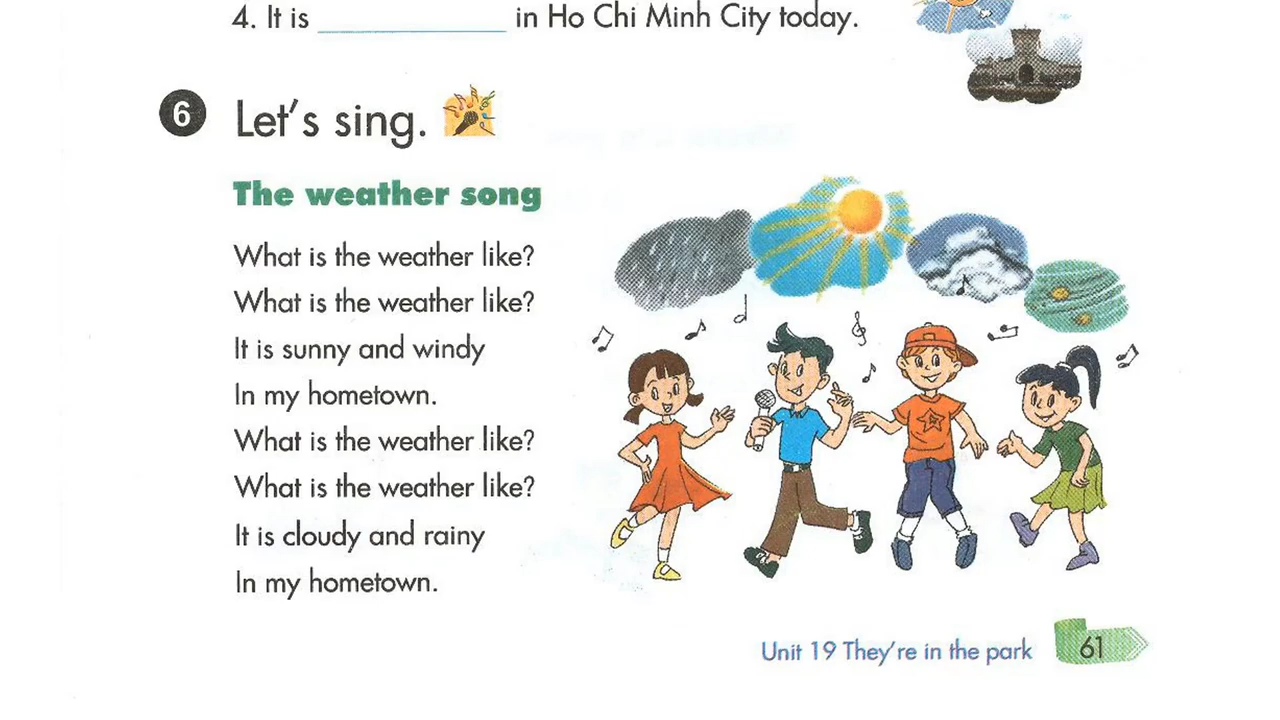 4. It is __________ in Ho Chi Minh City today.
6 Let's sing.
The weather song
What is the weather like?
What is the weather like?
It is sunny and windy
In my hometown.
What is the weather like?
What is the weather like?
It is cloudy and rainy
In my hometown.
Unit 19 They're in the park 61